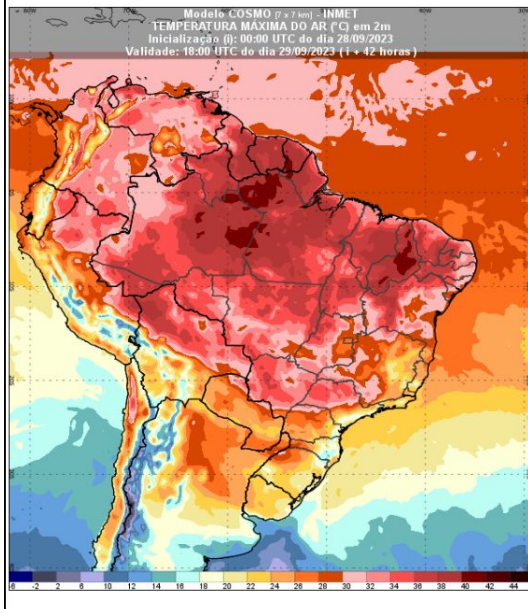 Modelo COSMO [7 x 7 km] - INMET
TEMPERATURA MÁXIMA DO AR (°C) em 2m
Inicialização (i): 00:00 UTC do dia 28/09/2023
Validade: 18:00 UTC do dia 29/09/2023 ( i + 42 horas )
-6 -2 2 6 10 12 14 16 18 20 22 24 26 28 30 32 34 36 38 40 42 44